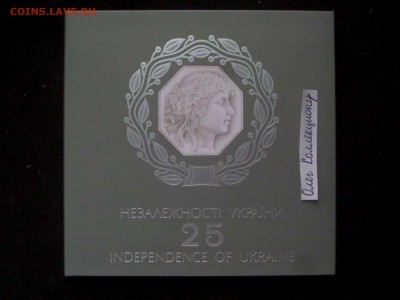 COINS.LAVE.RU
НЕЗАЛЕЖНОСТІ УКРАЇНИ
25
INDEPENDENCE OF UKRAINE
Олег Коллекционер